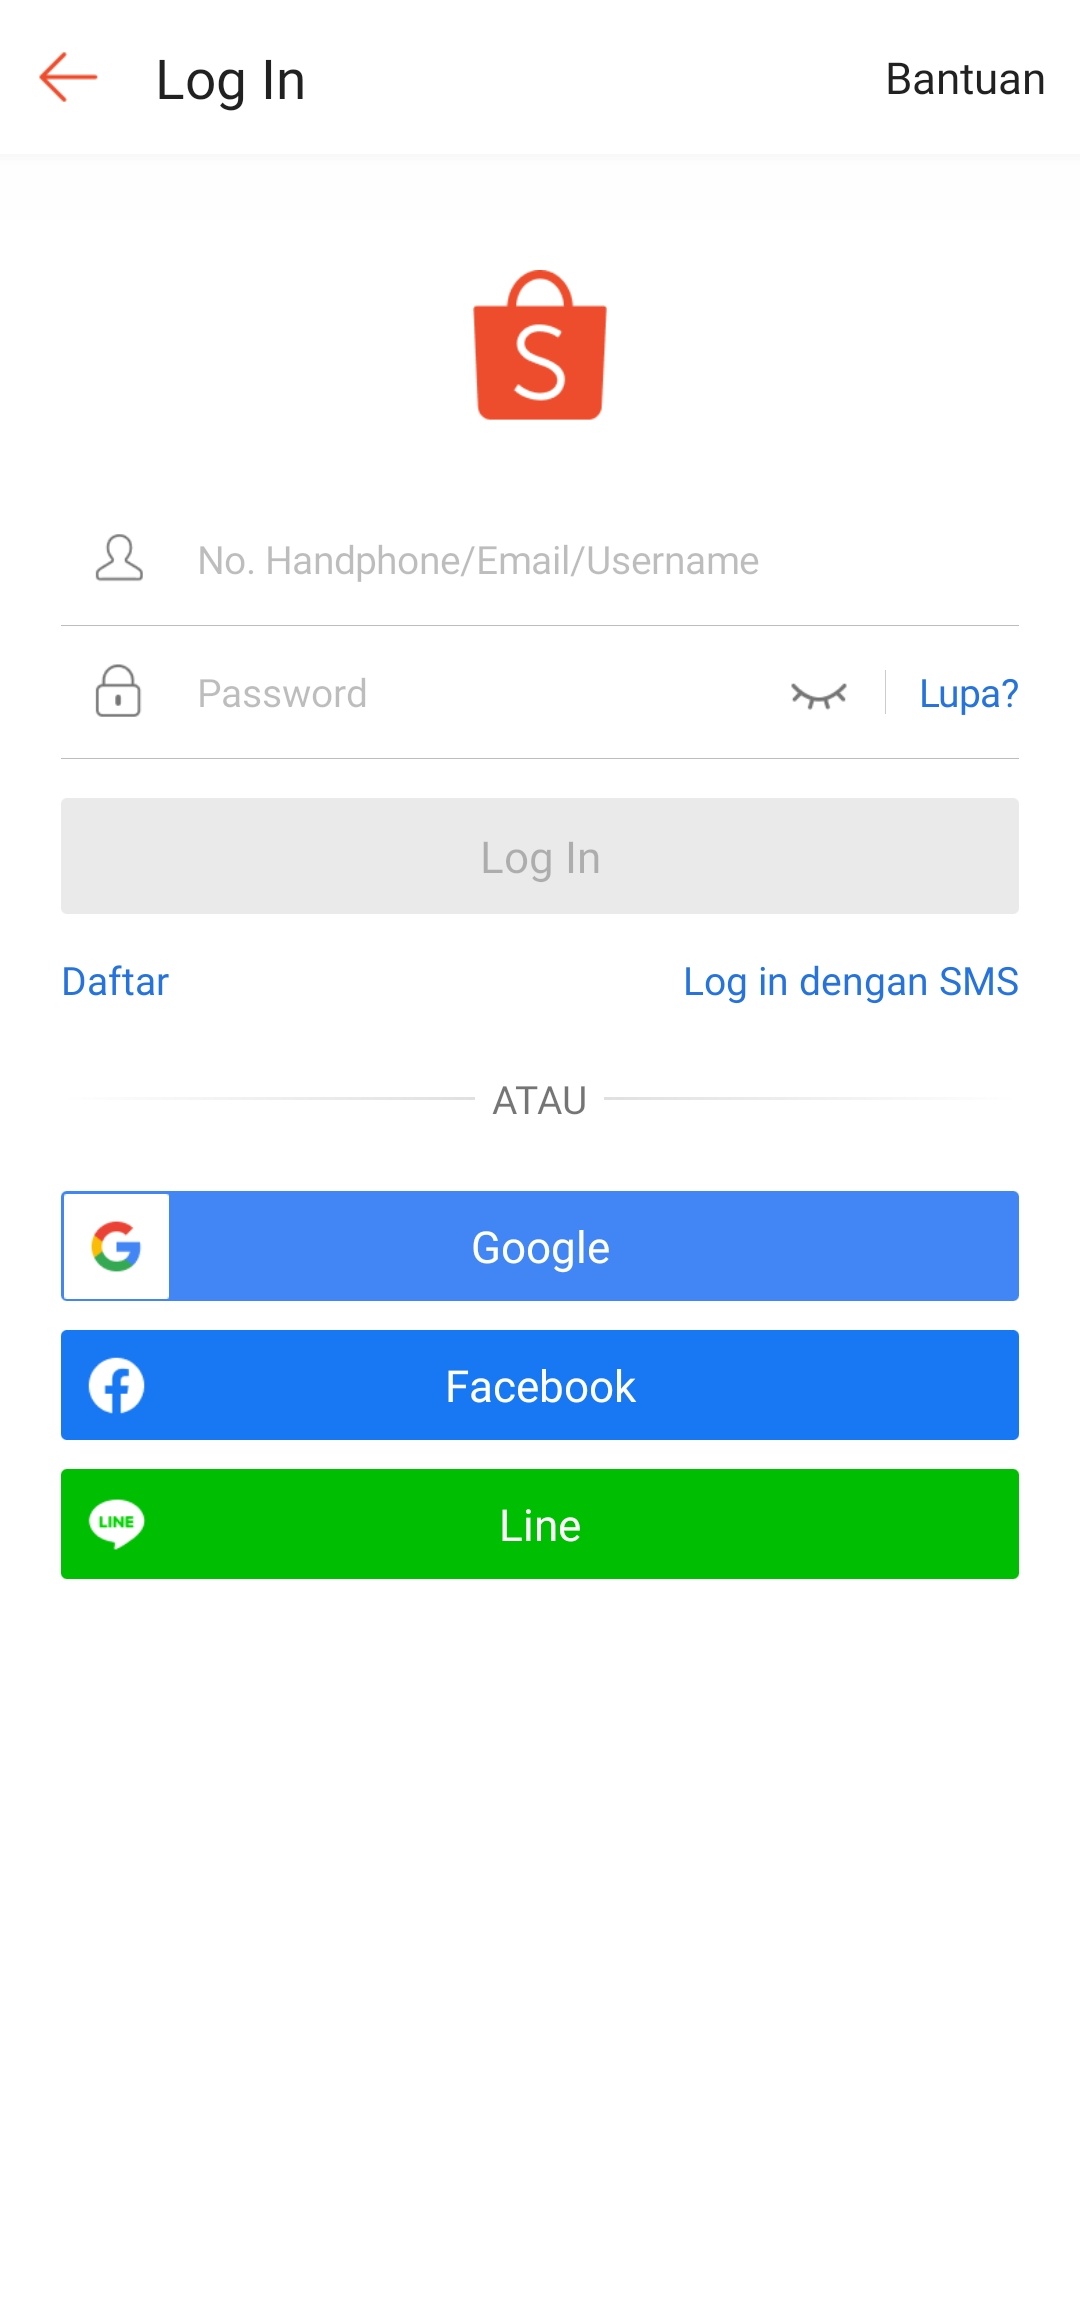 Log In
Bantuan
S
No. Handphone/Email/Username
Password
Lupa?
Log In
Daftar
Log in dengan SMS
ATAU
G
Google
f
Facebook
LINE
Line